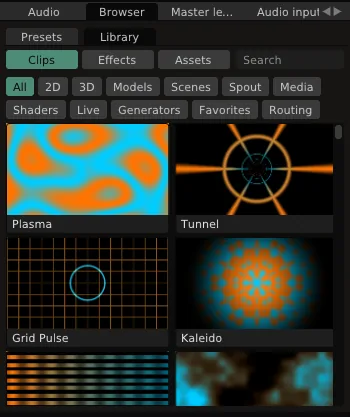 Audio Browser Master le... Audio input
Presets Library
Clips Effects Assets Search
All 2D 3D Models Scenes Spout Media
Shaders Live Generators Favorites Routing
Plasma Tunnel
Grid Pulse Kaleido